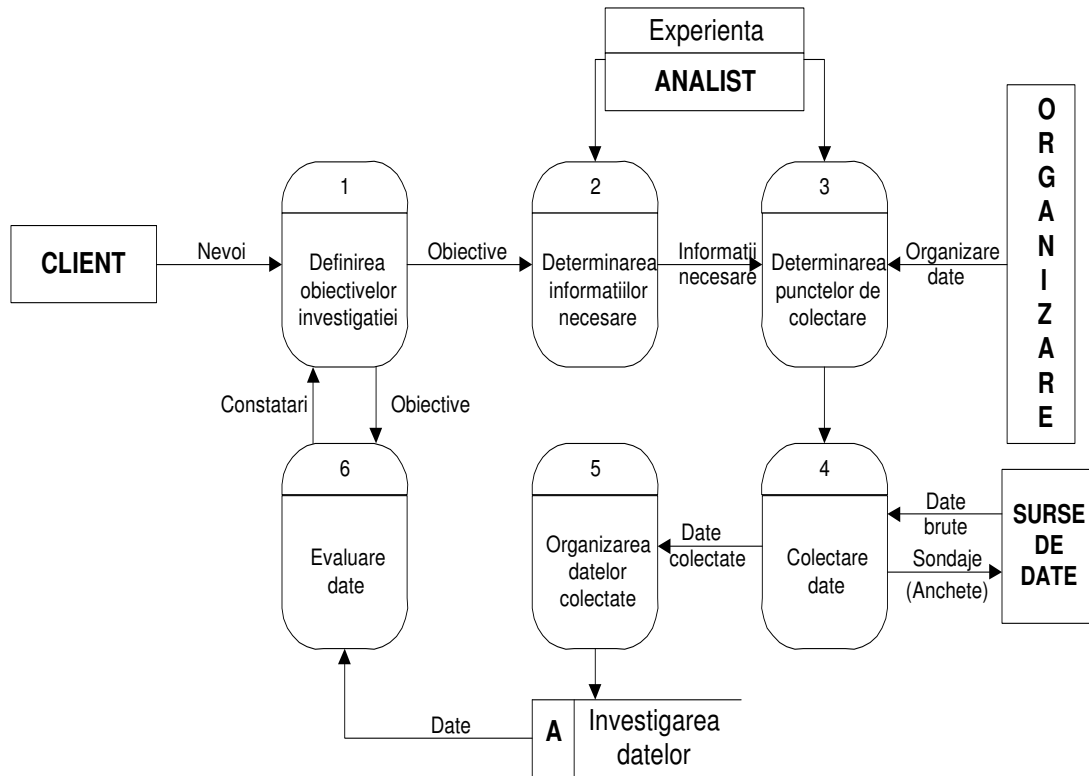 Experienta
ANALIST
O
R
G
A
N
I
Z
A
R
E
1
2
3
CLIENT
Nevoi
Definirea
obiectivelor
investigatiei
Obiective
Determinarea
informatiilor
necesare
Informatii
necesare
Determinarea
punctelor de
colectare
Organizare
date
Constatari
Obiective
6
5
4
Evaluare
date
Organizarea
datelor
colectate
Date
colectate
Colectare
date
Date
brute
Sondaje
(Anchete)
SURSE
DE
DATE
Date
A
Investigarea
datelor